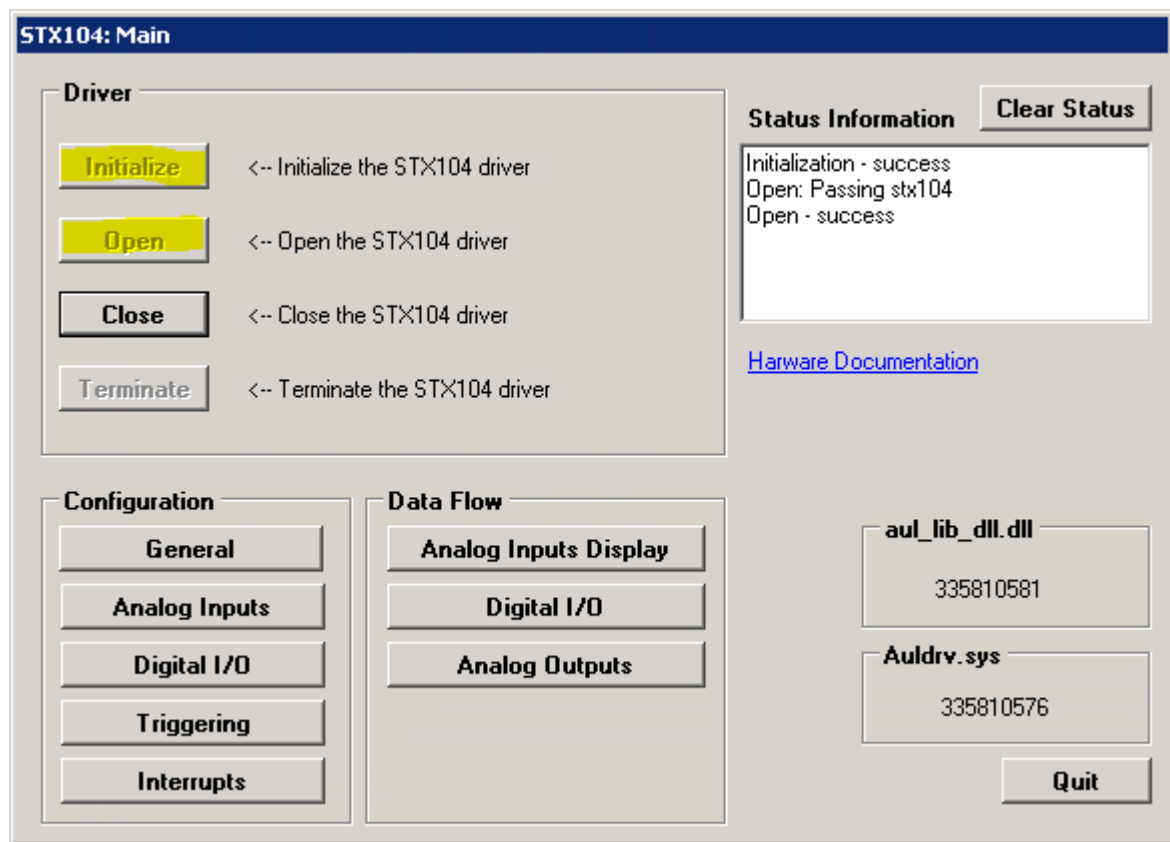 STX104: Main
Driver
Initialize <-- Initialize the STX104 driver
Open <-- Open the STX104 driver
Close <-- Close the STX104 driver
Terminate <-- Terminate the STX104 driver
Status Information
Clear Status
Initialization - success
Open: Passing stx104
Open - success
Harware Documentation
Configuration
General
Analog Inputs
Digital I/O
Triggering
Interrupts
Data Flow
Analog Inputs Display
Digital I/O
Analog Outputs
aul_lib_dll.dll
335810581
Auldrv.sys
335810576
Quit